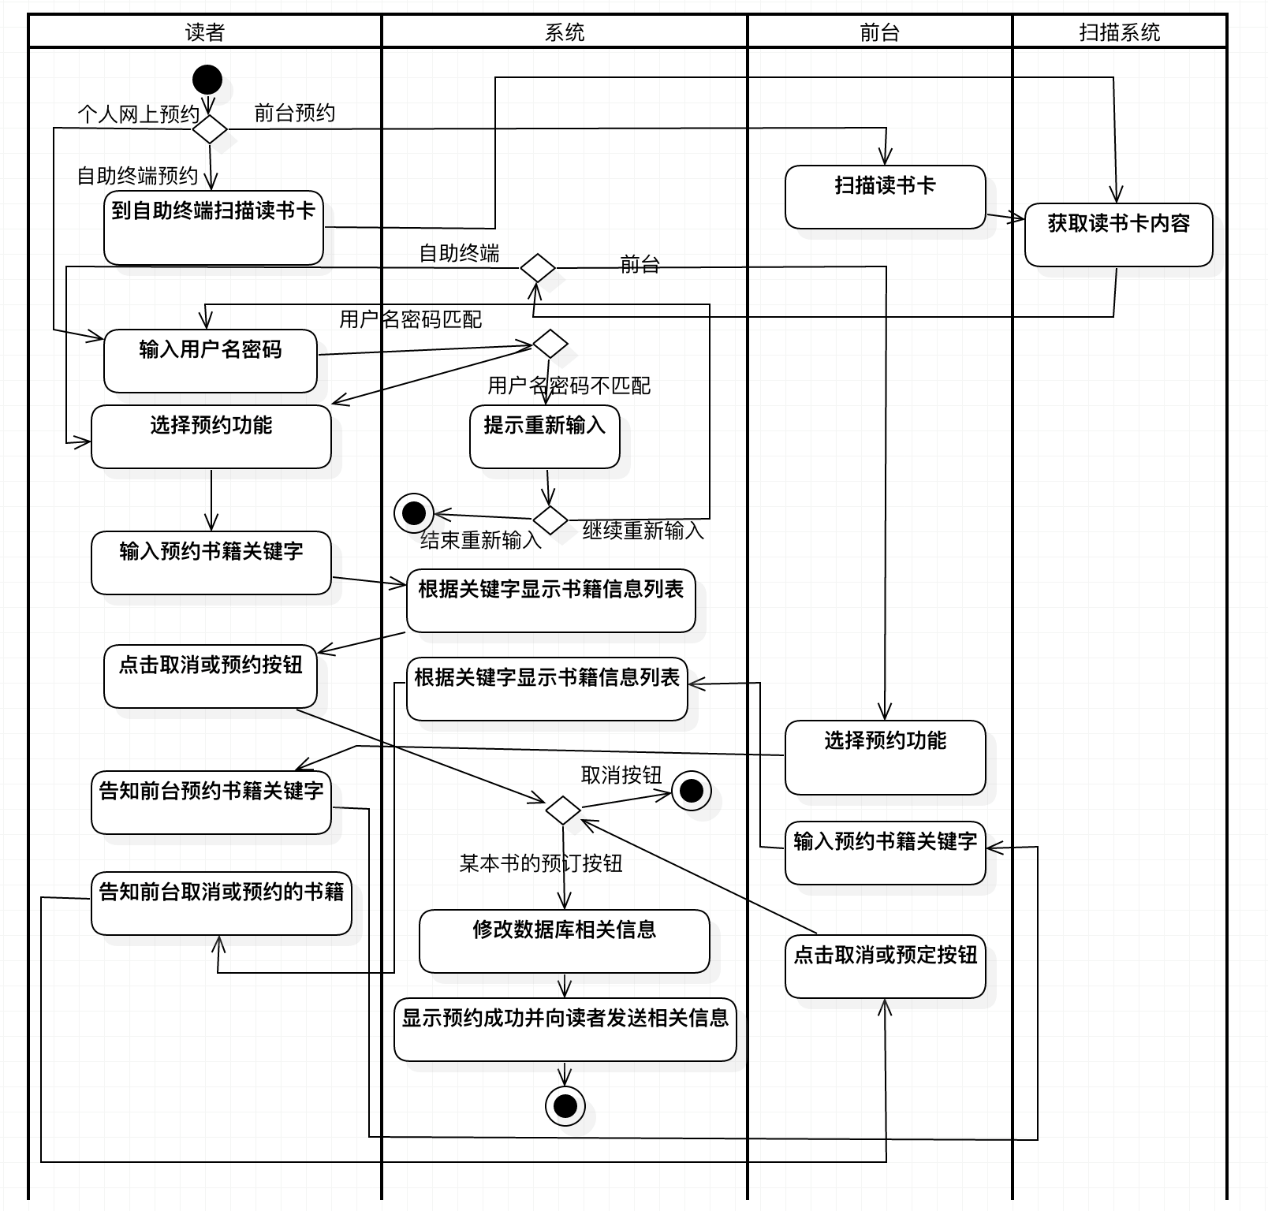 读者
系统
前台
扫描系统
个人网上预约
前台预约
自助终端预约
到自助终端扫描读书卡
扫描读书卡
获取读书卡内容
自助终端
前台
用户名密码匹配
输入用户名密码
用户名密码不匹配
选择预约功能
提示重新输入
继续重新输入
结束重新输入
输入预约书籍关键字
根据关键字显示书籍信息列表
点击取消或预约按钮
根据关键字显示书籍信息列表
选择预约功能
取消按钮
告知前台预约书籍关键字
输入预约书籍关键字
某本书的预订按钮
告知前台取消或预约的书籍
修改数据库相关信息
点击取消或预定按钮
显示预约成功并向读者发送相关信息